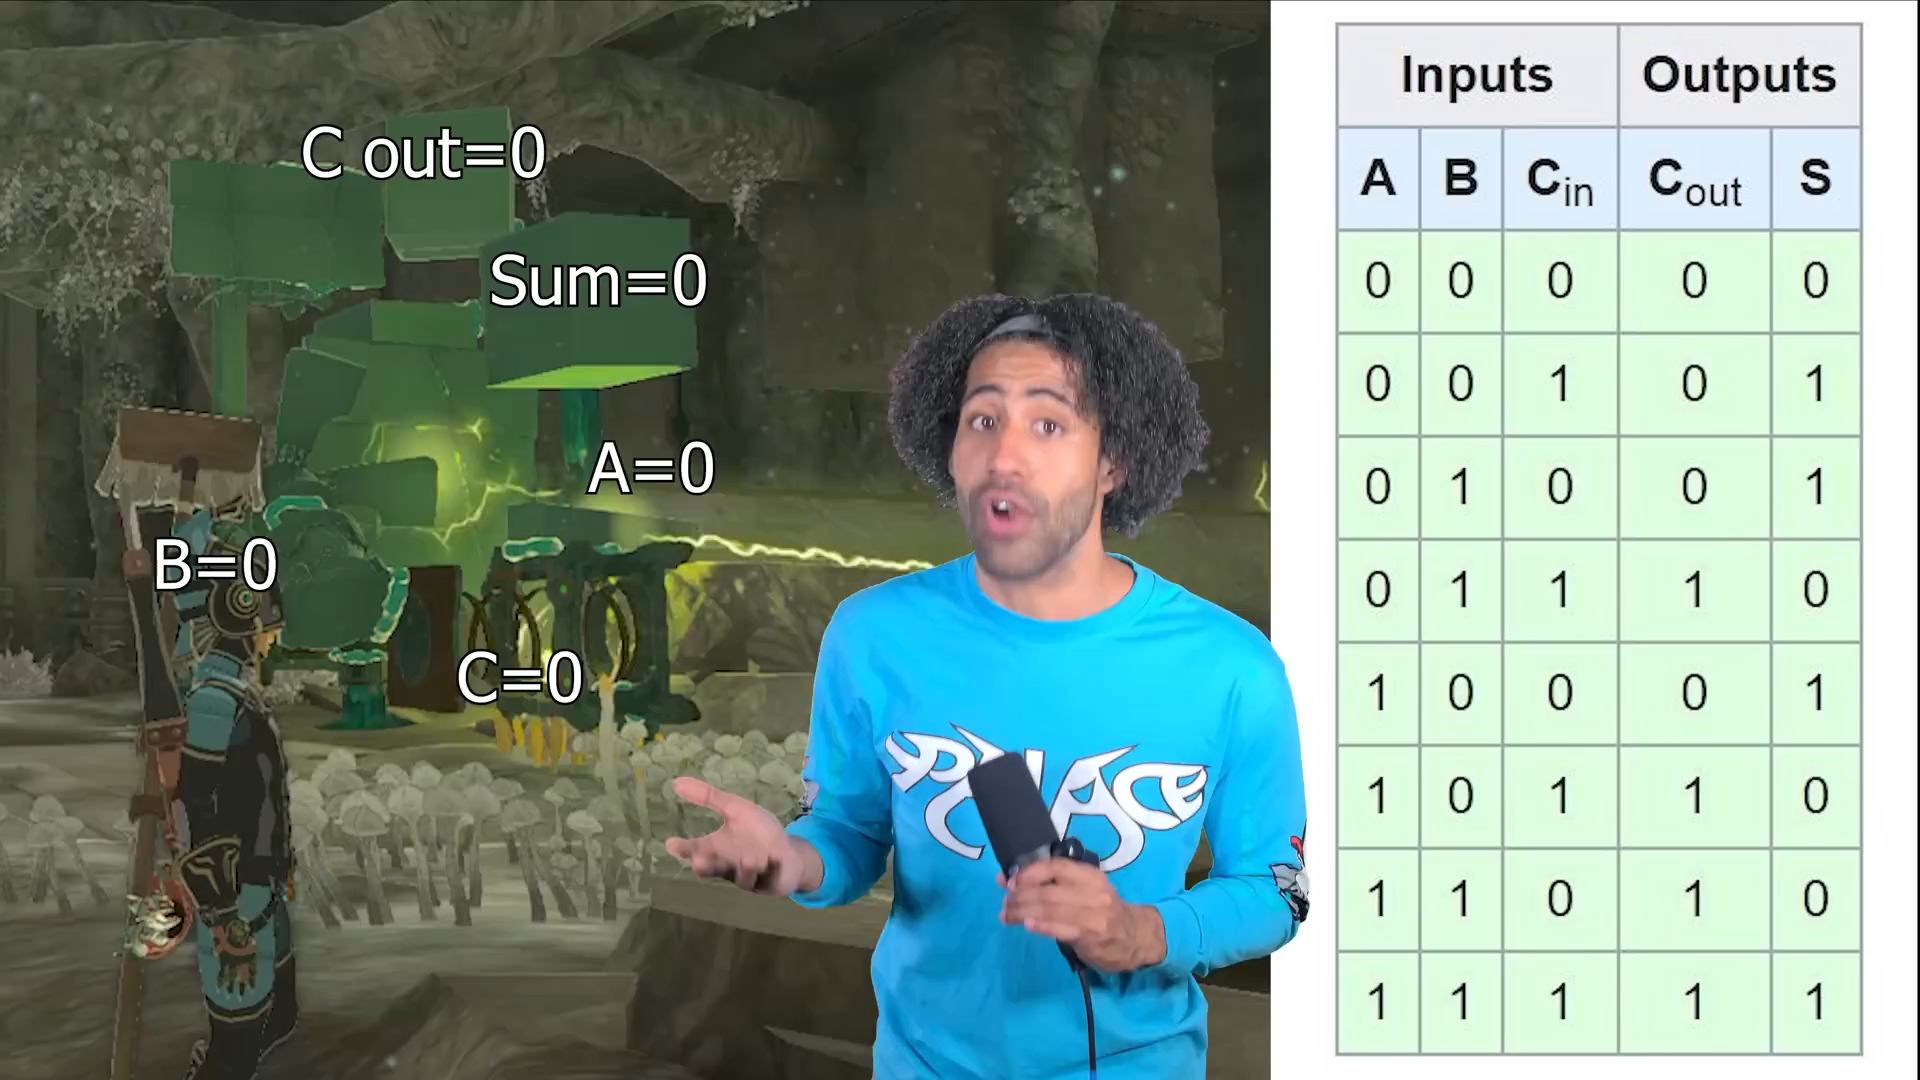 C out=0
Sum=0
A=0
B=0
C=0
PALACE
Inputs Outputs
A B Cin Cout S
0 0 0 0 0
0 0 1 0 1
0 1 0 0 1
0 1 1 1 0
1 0 0 0 1
1 0 1 1 0
1 1 0 1 0
1 1 1 1 1